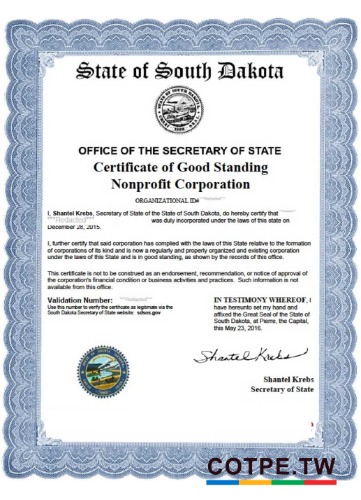 State of South Dakota
OFFICE OF THE SECRETARY OF STATE
Certificate of Good Standing
Nonprofit Corporation
ORGANIZATIONAL ID#
I, Shantel Krebs, Secretary of State of the State of South Dakota, do hereby certify that
***Redacted*** was duly incorporated under the laws of this state on
December 28, 2015.
I, further certify that said corporation has complied with the laws of this State relative to the formation
of corporations of its kind and is now a regularly and properly organized and existing corporation
under the laws of this State and is in good standing, as shown by the records of this office.
This certificate is not to be construed as an endorsement, recommendation, or notice of approval of
the corporation's financial condition or business activities and practices. Such information is not
available from this office.
Validation Number:
Use this number to verify the certificate as legitimate via the
South Dakota Secretary of State website: sdsos.gov
IN TESTIMONY WHEREOF, I
have hereunto set my hand and
affixed the Great Seal of the State of
South Dakota, at Pierre, the Capital,
this May 23, 2016.
Shantel Krebs
Shantel Krebs
Secretary of State
COTPE.TW